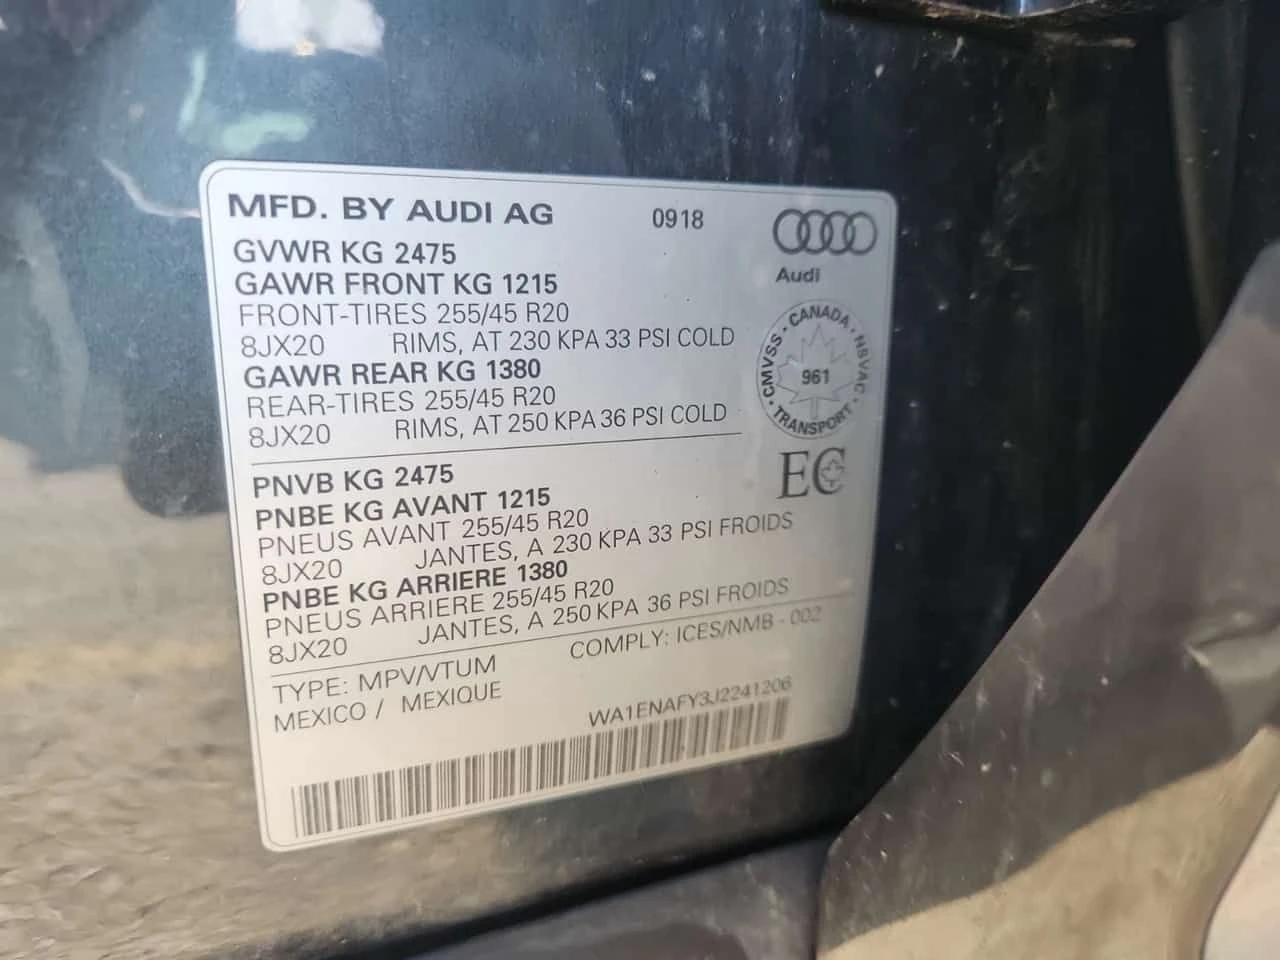 MFD. BY AUDI AG 0918
Audi
GVWR KG 2475
GAWR FRONT KG 1215
FRONT-TIRES 255/45 R20
8JX20 RIMS, AT 230 KPA 33 PSI COLD
GAWR REAR KG 1380
REAR-TIRES 255/45 R20
8JX20 RIMS, AT 250 KPA 36 PSI COLD
CMVSS · CANADA · HSVAC · TRANSPORT ·
961
EC
PNVB KG 2475
PNBE KG AVANT 1215
PNEUS AVANT 255/45 R20
8JX20 JANTES, A 230 KPA 33 PSI FROIDS
PNBE KG ARRIERE 1380
PNEUS ARRIERE 255/45 R20
8JX20 JANTES, A 250 KPA 36 PSI FROIDS
TYPE: MPV/VTUM COMPLY: ICES/NMB - 002
MEXICO / MEXIQUE
WA1ENAFY3J2241206